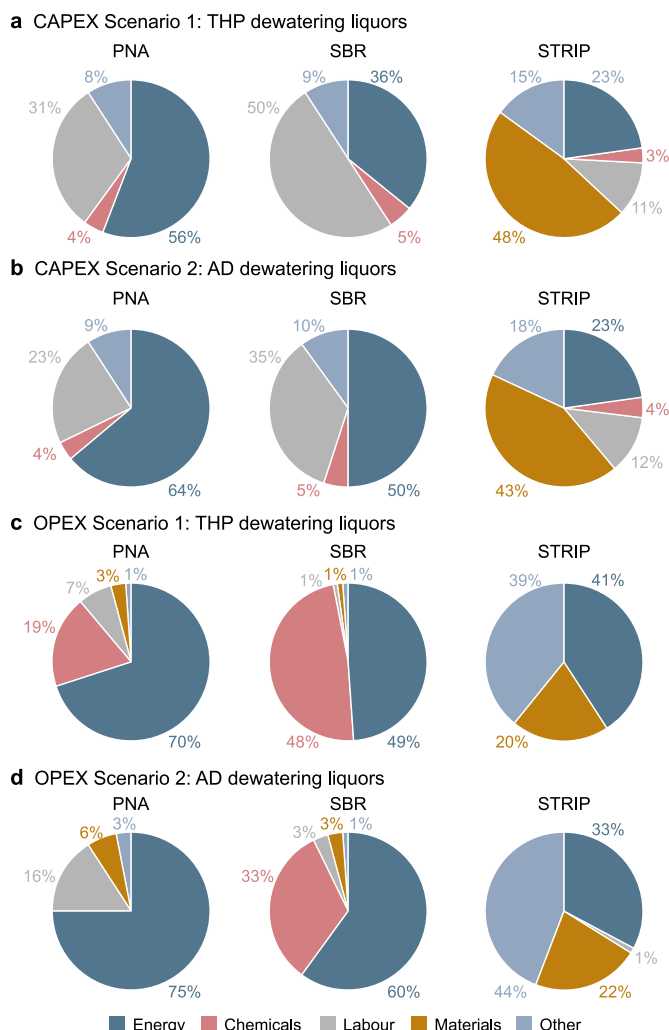 a CAPEX Scenario 1: THP dewatering liquors
PNA SBR STRIP
8% 9% 36% 15% 23%
31% 50%
3%
11%
4% 56% 5% 48%
b CAPEX Scenario 2: AD dewatering liquors
PNA SBR STRIP
9% 10% 18% 23%
23% 35%
4%
4% 12%
64% 5% 50% 43%
c OPEX Scenario 1: THP dewatering liquors
PNA SBR STRIP
7% 3% 1% 1% 1% 1% 39% 41%
19%
70% 48% 49% 20%
d OPEX Scenario 2: AD dewatering liquors
PNA SBR STRIP
6% 3% 3% 3% 1% 33%
16% 33%
1%
75% 60% 44% 22%
Energy Chemicals Labour Materials Other